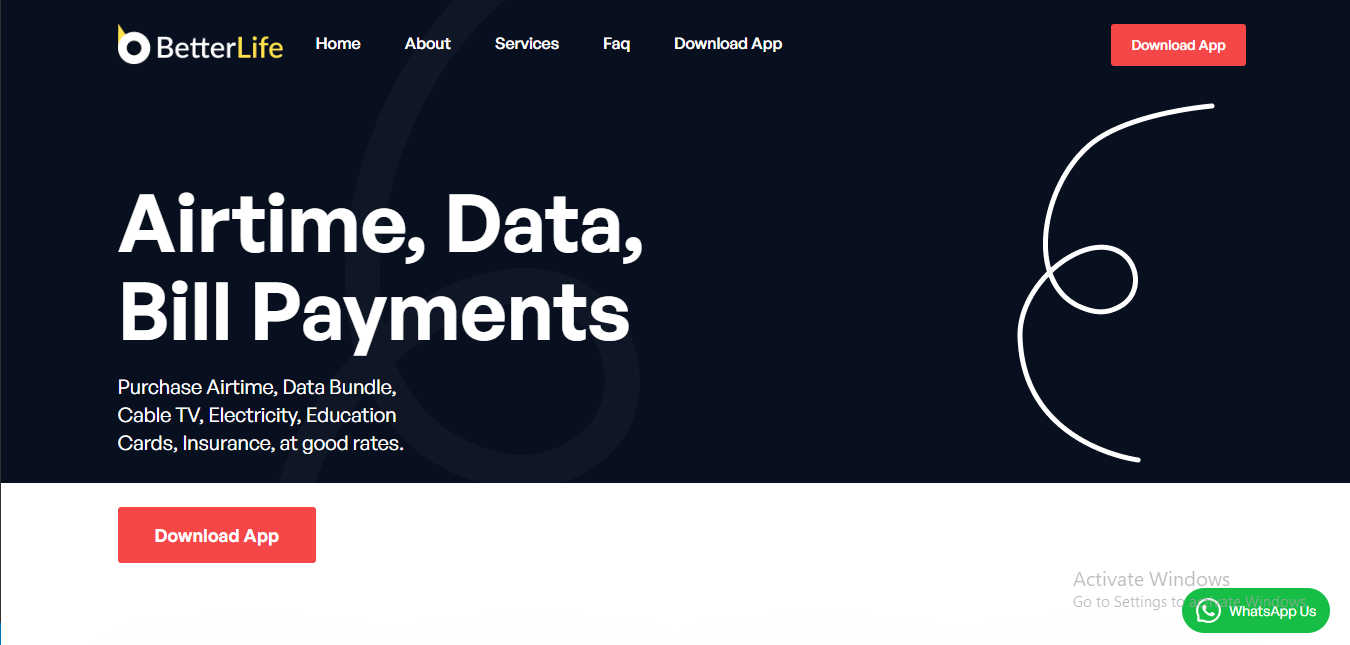 BetterLife
Home
About
Services
Faq
Download App
Download App
Airtime, Data,
Bill Payments
Purchase Airtime, Data Bundle,
Cable TV, Electricity, Education
Cards, Insurance, at good rates.
Download App
Activate Windows
Go to Settings to activate Windows.
WhatsApp Us